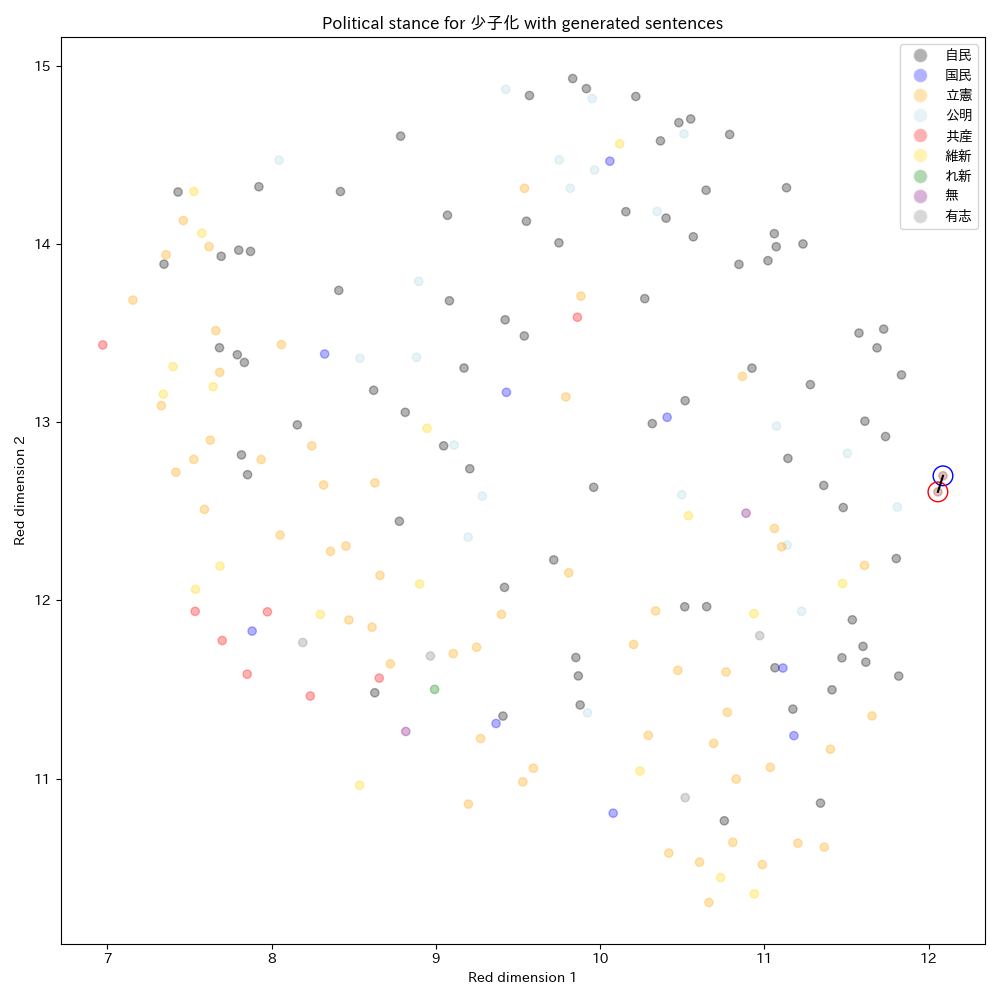 Political stance for 少子化 with generated sentences
15
14
13
12
11
Red dimension 2
7 8 9 10 11 12
Red dimension 1
自民
国民
立憲
公明
共産
維新
れ新
無
有志